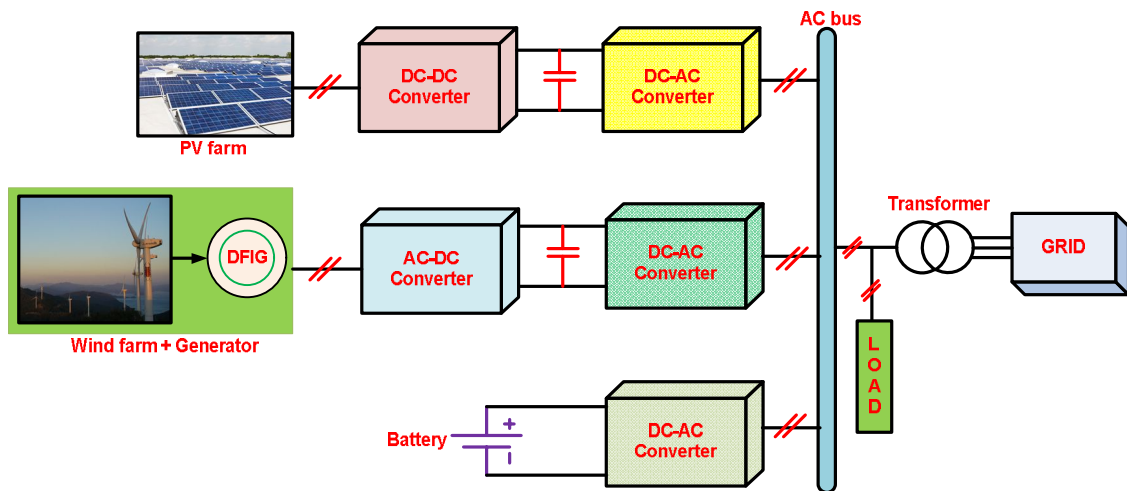 AC bus
DC-DC
Converter
DC-AC
Converter
PV farm
DFIG
AC-DC
Converter
DC-AC
Converter
Transformer
GRID
Wind farm + Generator
L
O
A
D
Battery
+
DC-AC
Converter